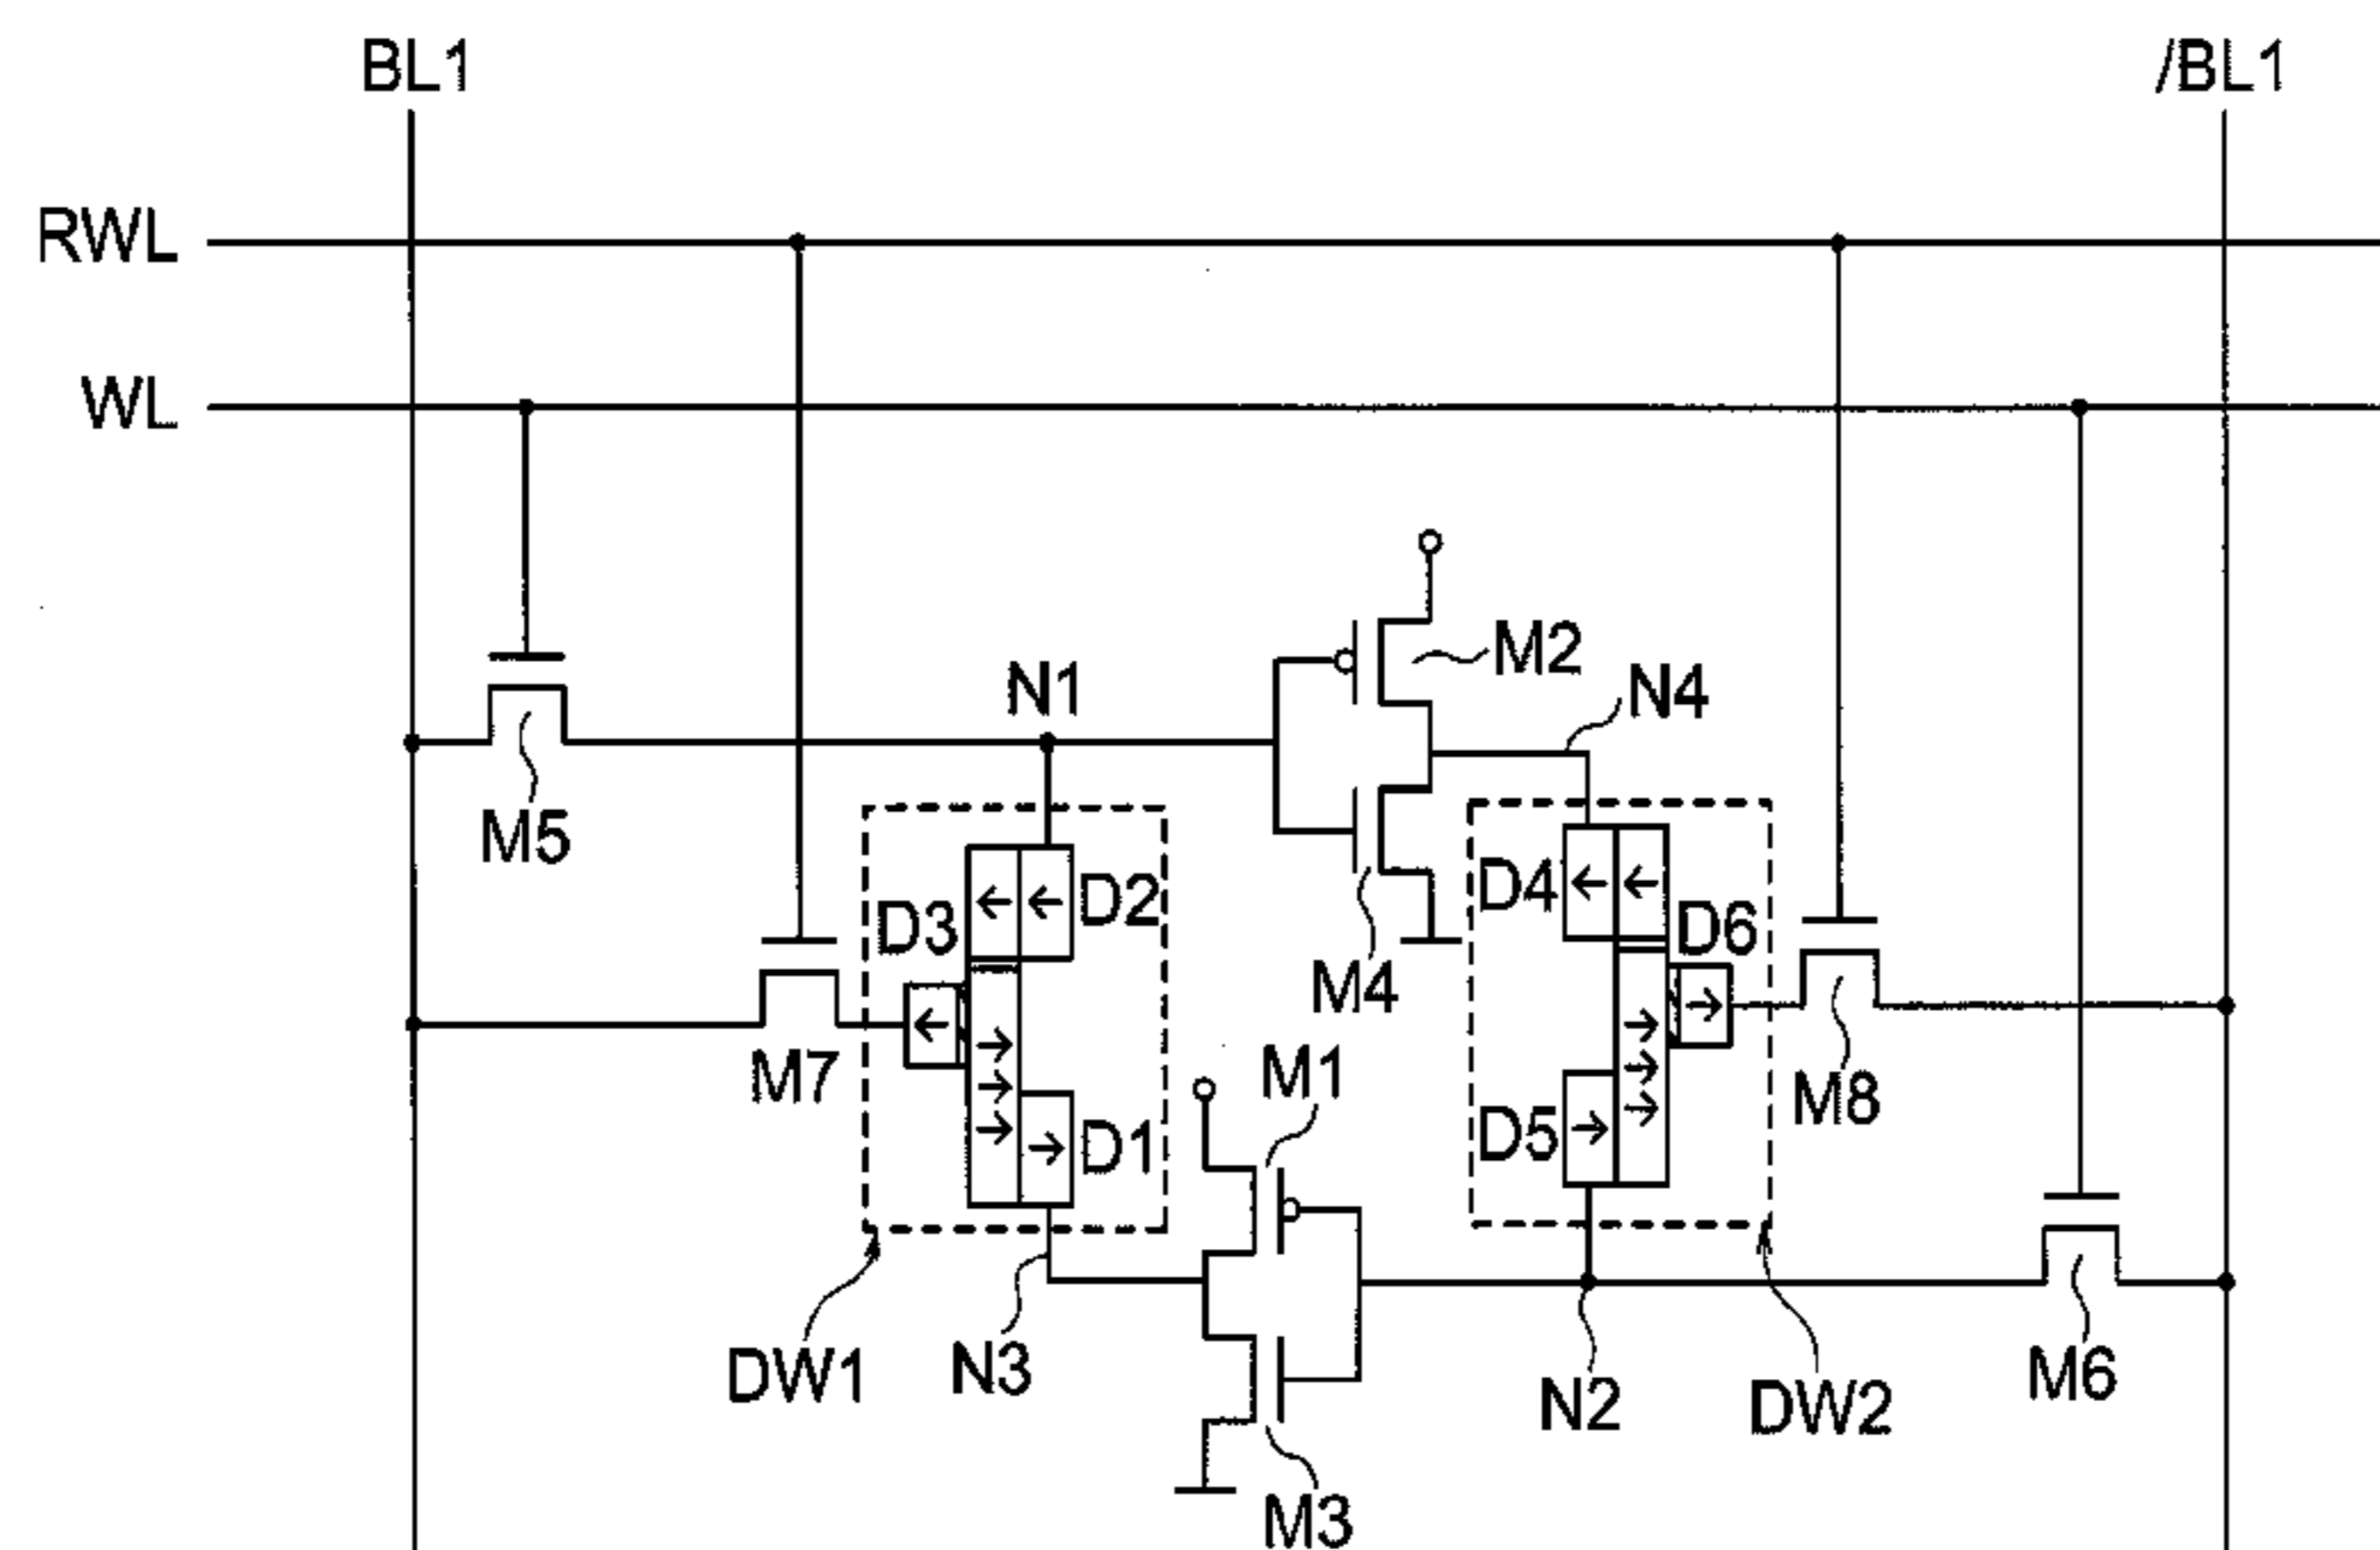 BL1 /BL1
RWL
WL
M2
N1 N4
M5
D4
D3 D2 D6
M4
M7 M1 M8
D1 D5
DW1 N3 N2 DW2 M6
M3